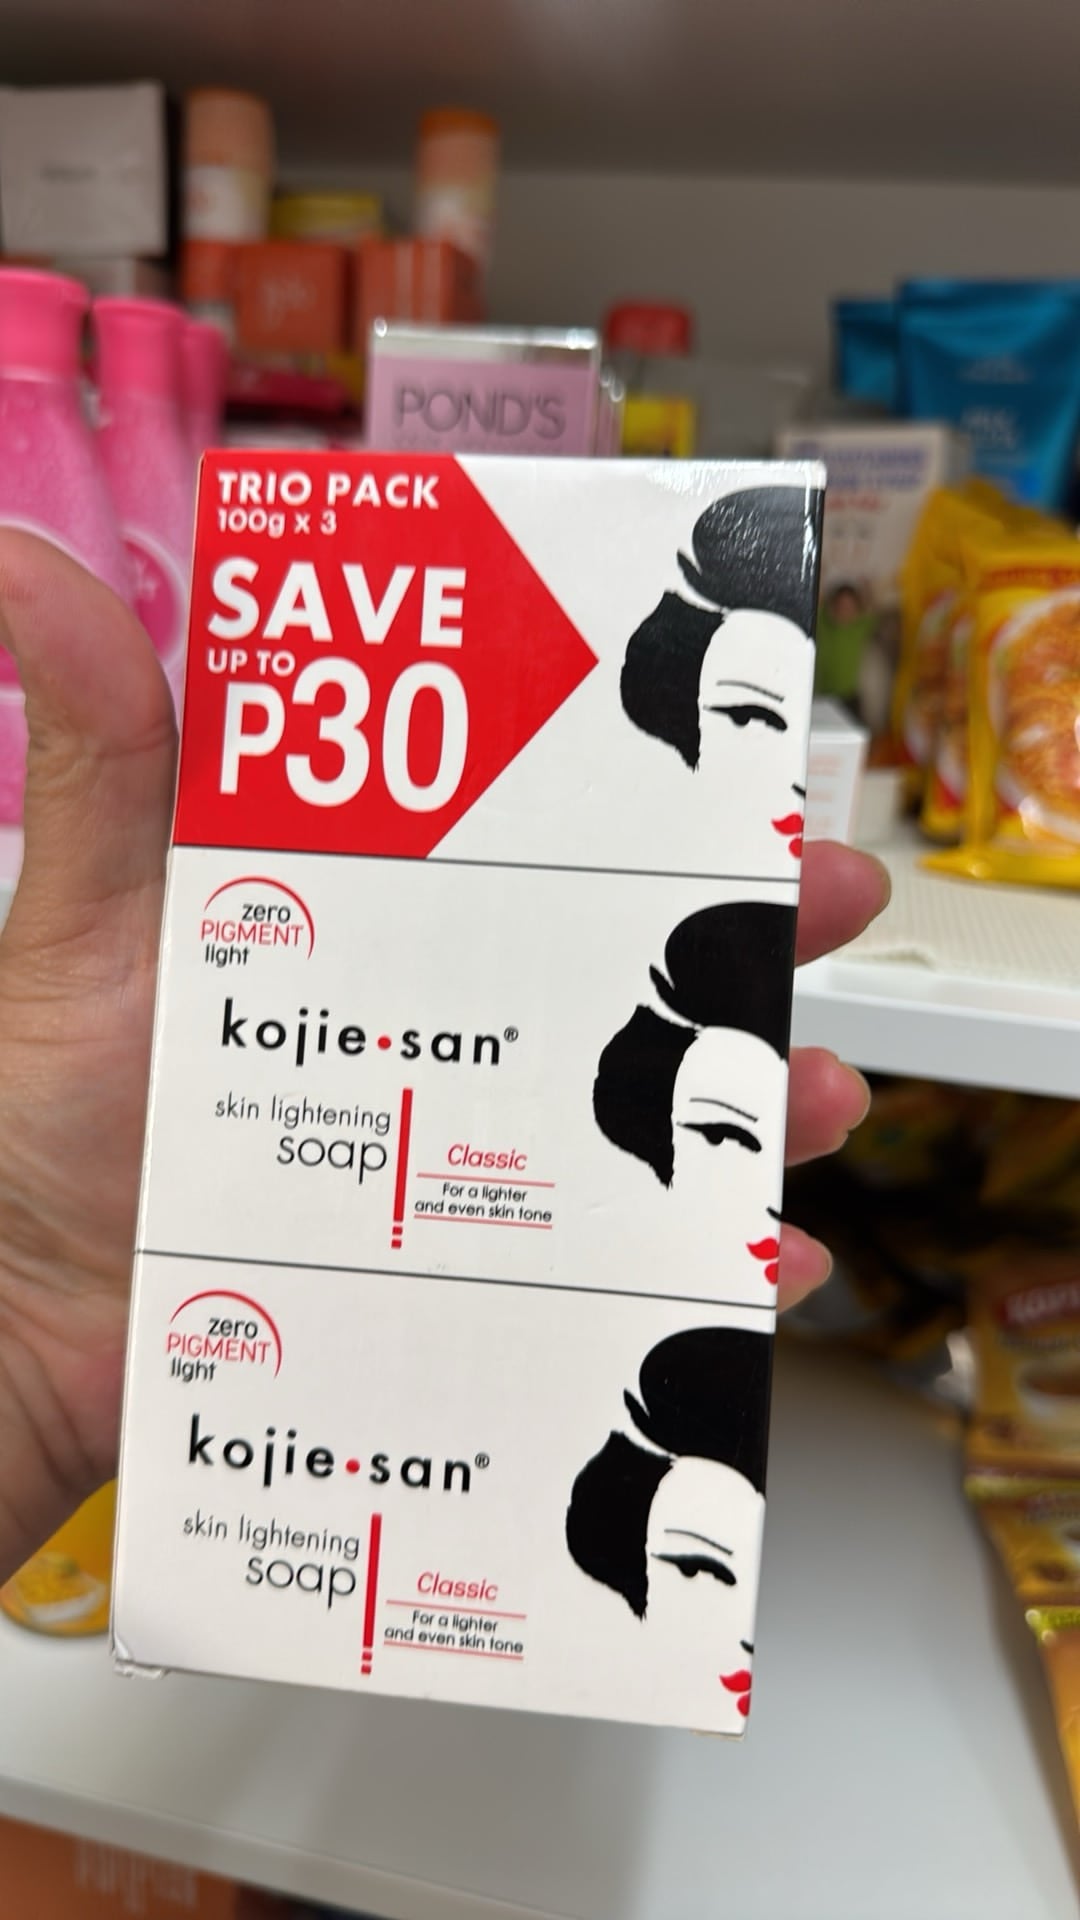 POND'S
TRIO PACK
100g x 3
SAVE
UP TO
P30
zero
PIGMENT
light
kojie•san®
skin lightening
soap
Classic
For a lighter
and even skin tone
zero
PIGMENT
light
kojie•san®
skin lightening
soap
Classic
For a lighter
and even skin tone